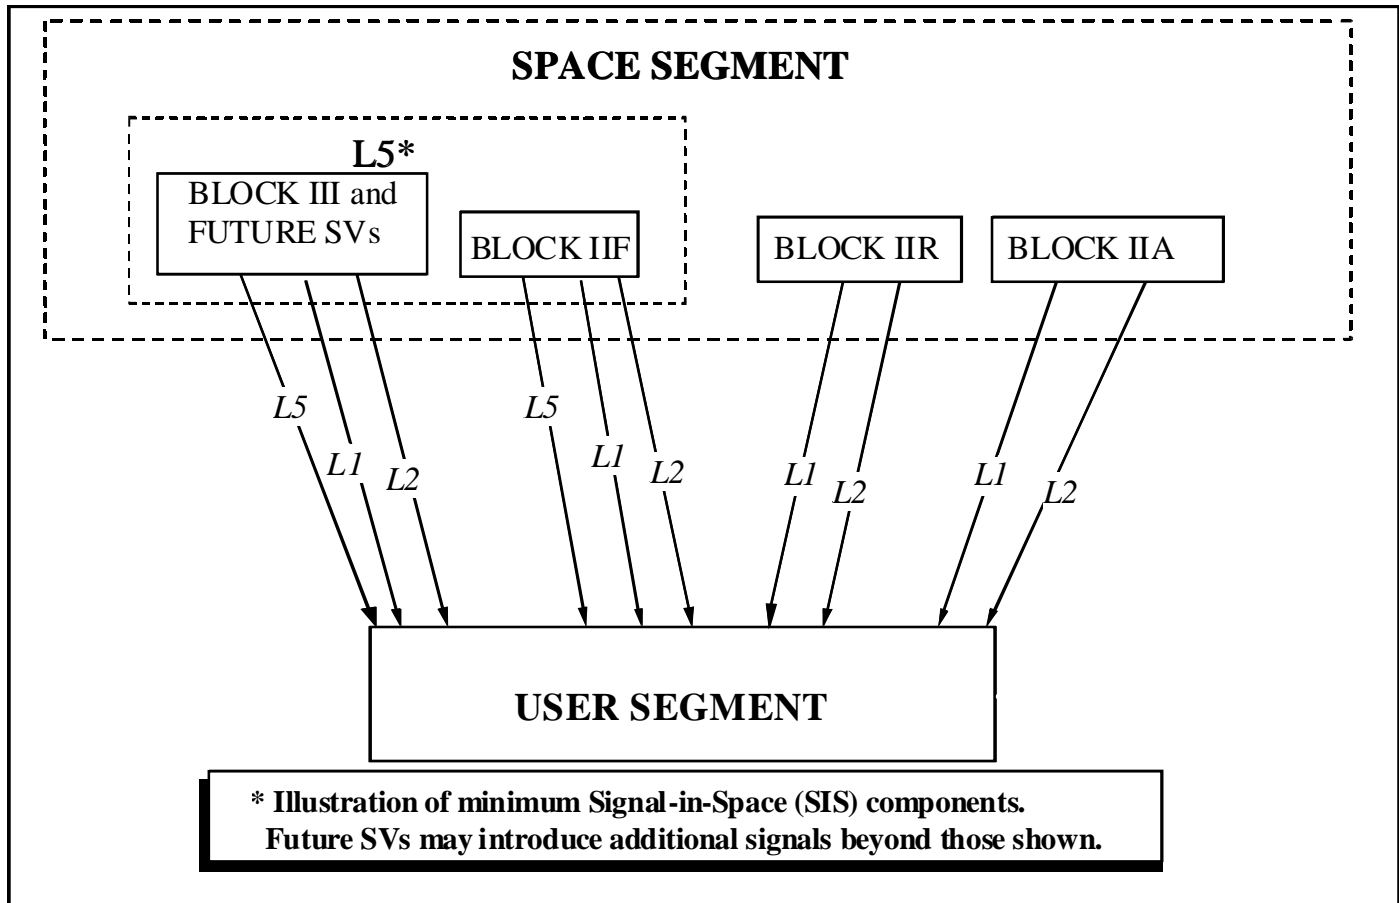 SPACE SEGMENT
L5*
BLOCK III and
FUTURE SVs
BLOCK IIF
BLOCK IIR
BLOCK IIA
L5
L1
L2
L5
L1
L2
L1
L2
L1
L2
USER SEGMENT
* Illustration of minimum Signal-in-Space (SIS) components.
Future SVs may introduce additional signals beyond those shown.